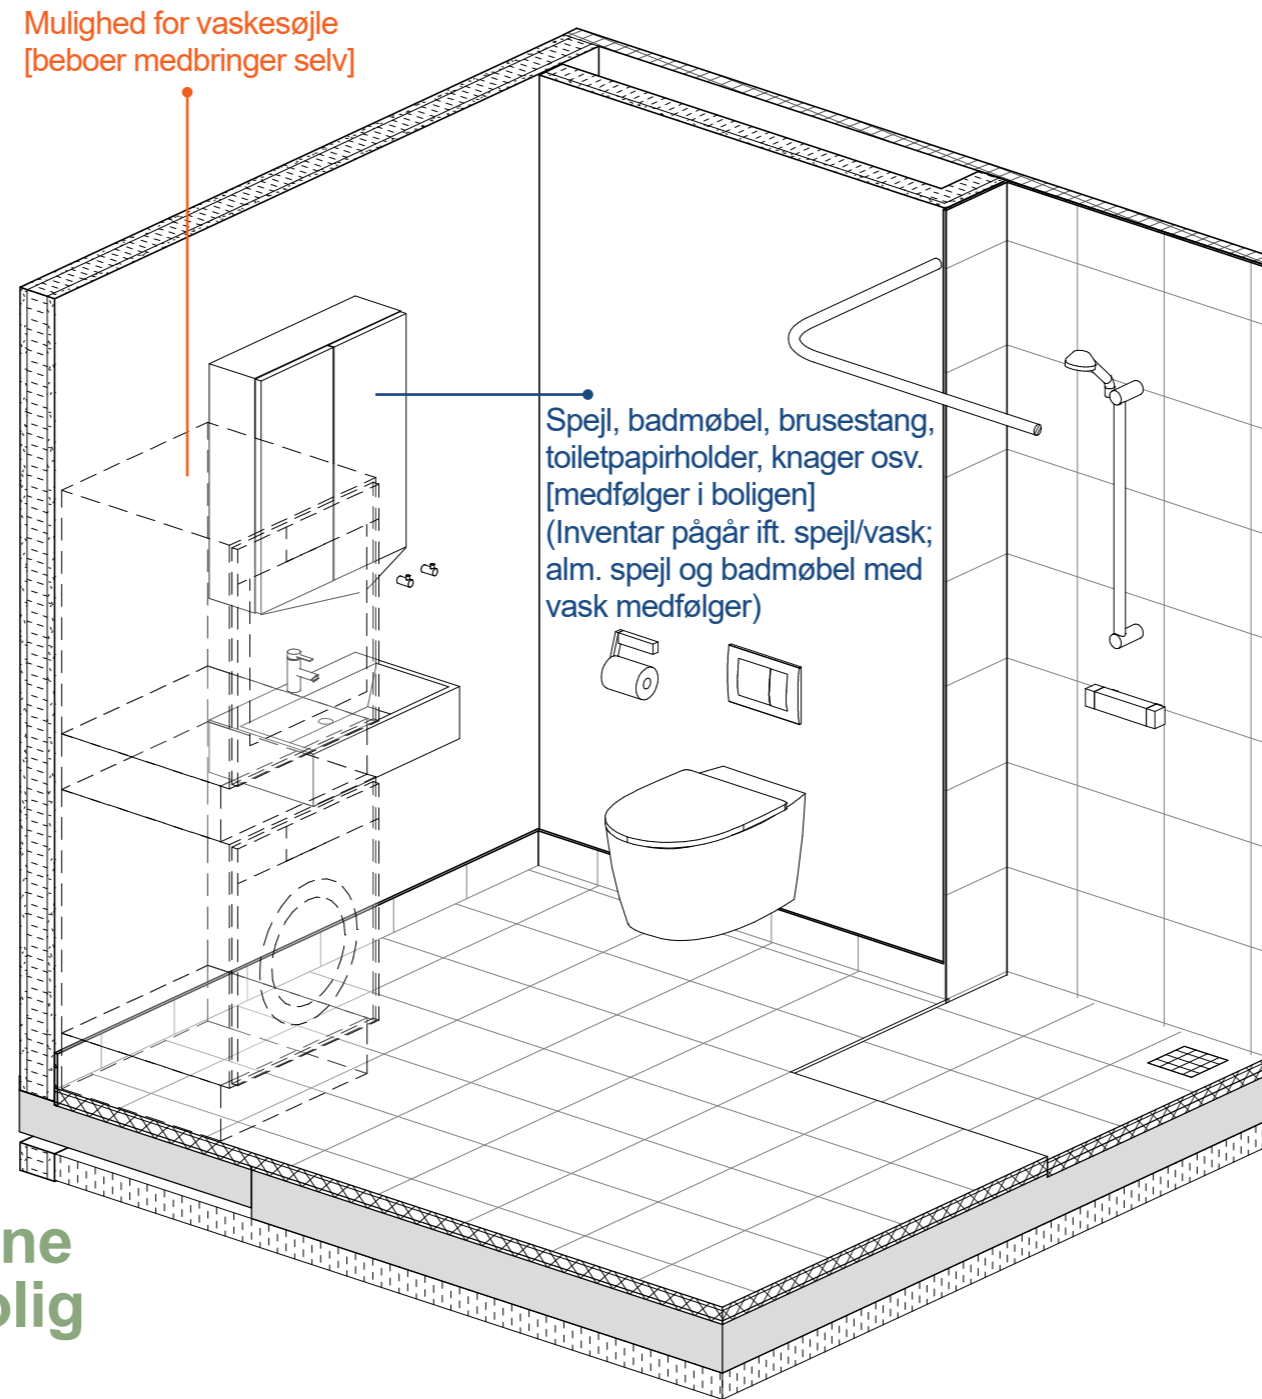 Mulighed for vaskesøjle
[beboer medbringer selv]
Spejl, badmøbel, brusestang,
toiletpapirholder, knager osv.
[medfølger i boligen]
(Inventar pågår ift. spejl/vask;
alm. spejl og badmøbel med
vask medfølger)
ne
olig